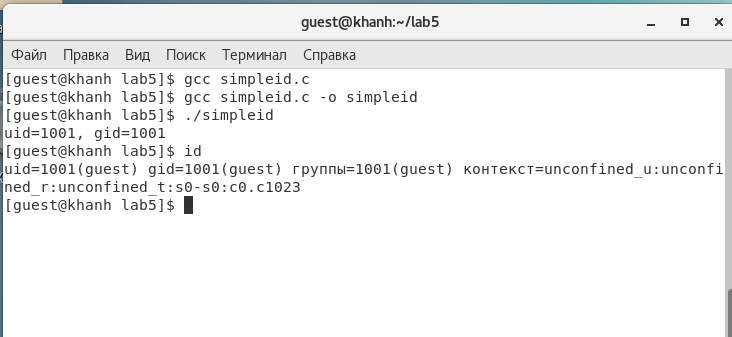 guest@khanh:~/lab5
Файл Правка Вид Поиск Терминал Справка
[guest@khanh lab5]$ gcc simpleid.c
[guest@khanh lab5]$ gcc simpleid.c -o simpleid
[guest@khanh lab5]$ ./simpleid
uid=1001, gid=1001
[guest@khanh lab5]$ id
uid=1001(guest) gid=1001(guest) группы=1001(guest) контекст=unconfined_u:unconfi
ned_r:unconfined_t:s0-s0:c0.c1023
[guest@khanh lab5]$